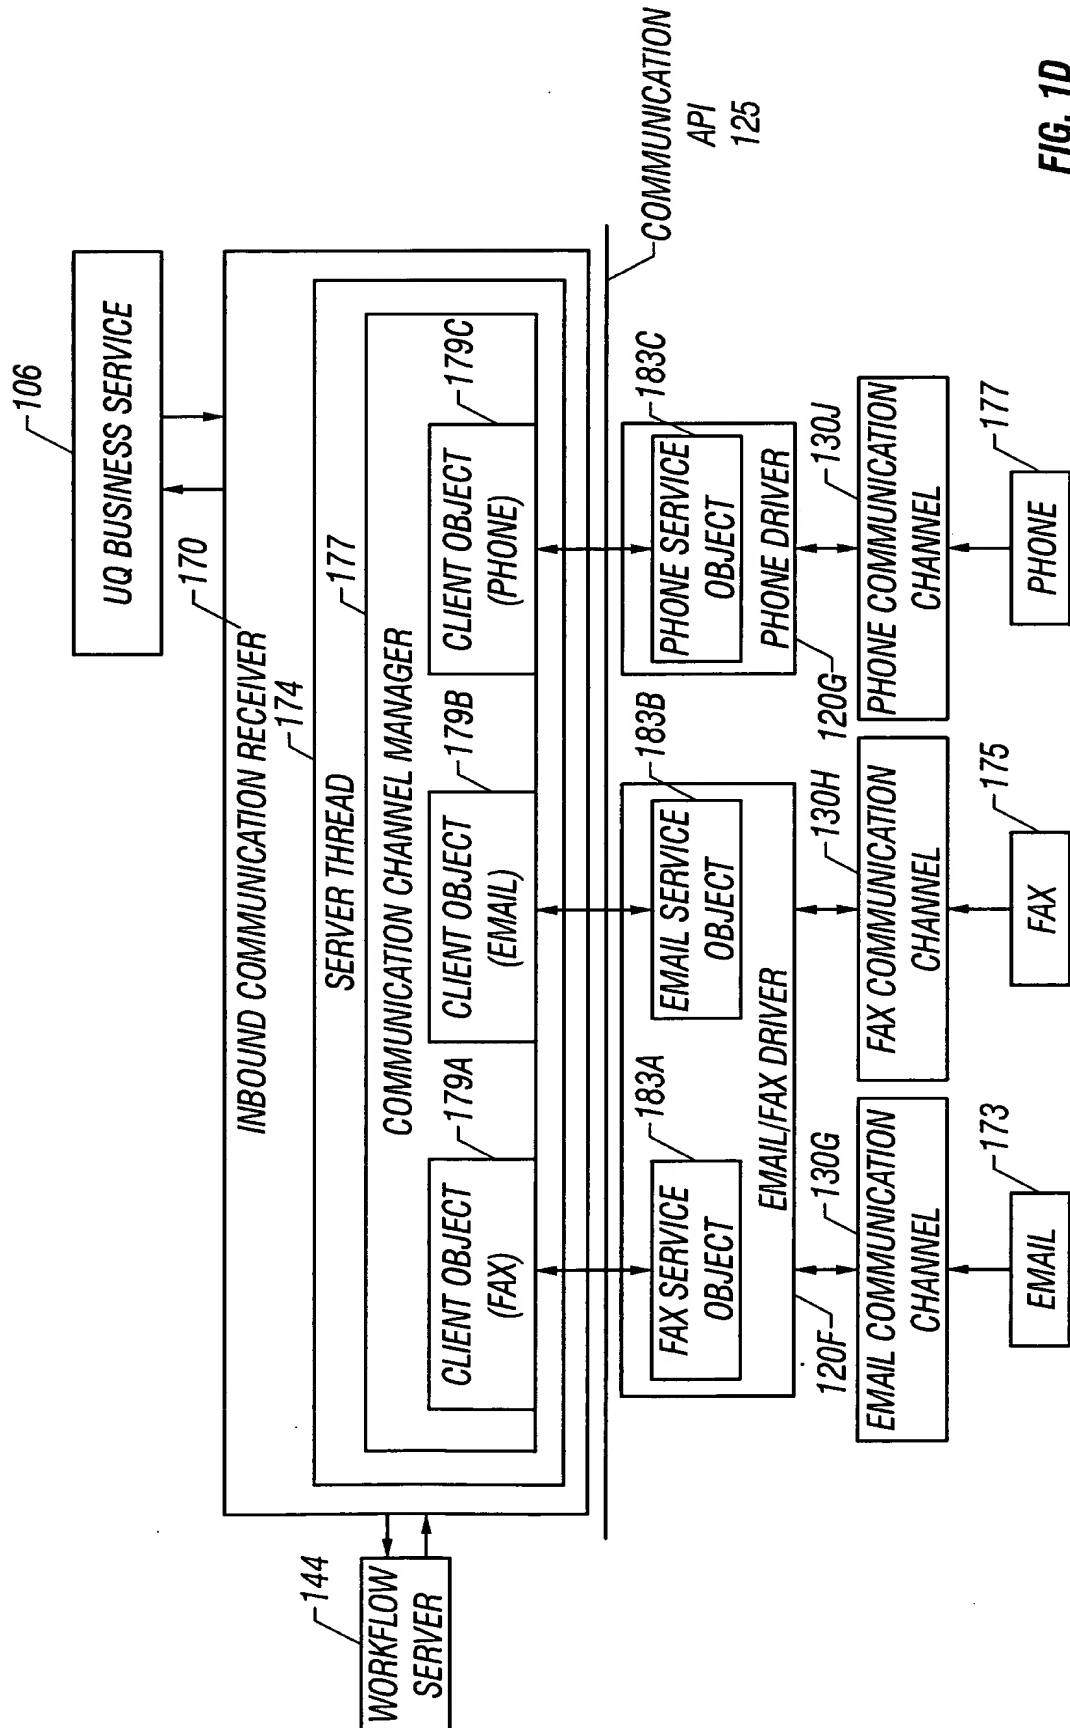 106
UQ BUSINESS SERVICE
170
INBOUND COMMUNICATION RECEIVER
174
SERVER THREAD
177
COMMUNICATION CHANNEL MANAGER
179A
CLIENT OBJECT
(FAX)
179B
CLIENT OBJECT
(EMAIL)
179C
CLIENT OBJECT
(PHONE)
144
WORKFLOW
SERVER
COMMUNICATION
API
125
183A
FAX SERVICE
OBJECT
183B
EMAIL SERVICE
OBJECT
EMAIL/FAX DRIVER
120F
183C
PHONE SERVICE
OBJECT
PHONE DRIVER
120G
130G
EMAIL COMMUNICATION
CHANNEL
130H
FAX COMMUNICATION
CHANNEL
130J
PHONE COMMUNICATION
CHANNEL
173
EMAIL
175
FAX
177
PHONE
FIG. 1D